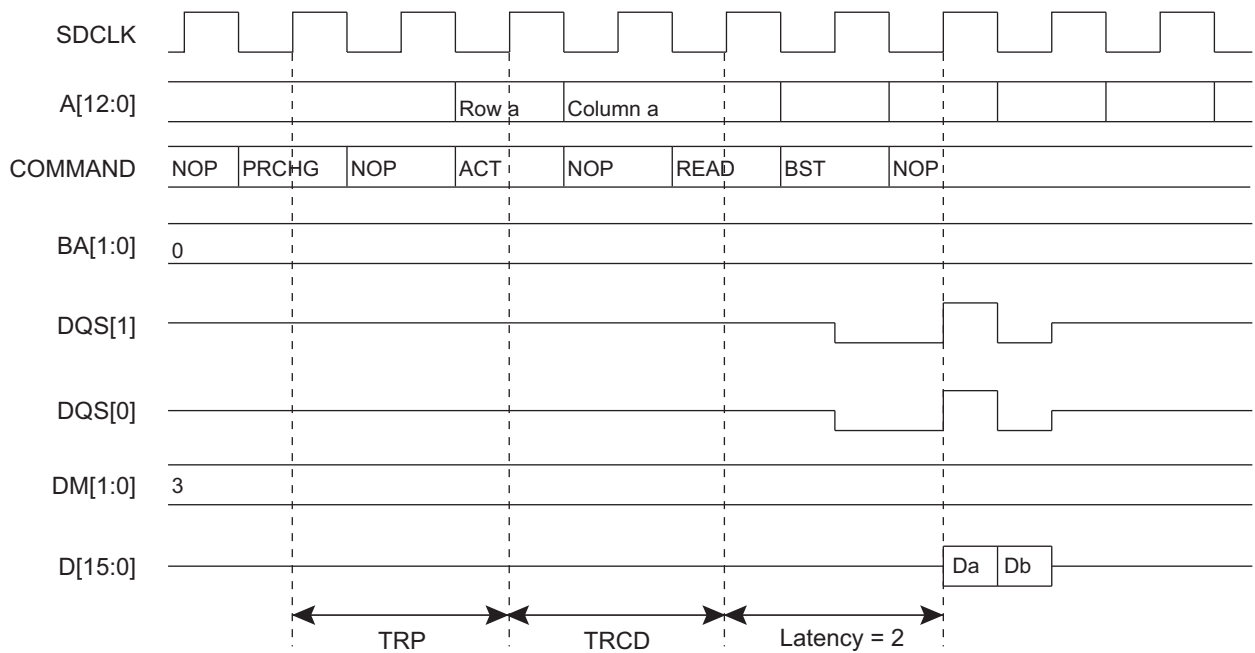 SDCLK
A[12:0] Row a Column a
COMMAND NOP PRCHG NOP ACT NOP READ BST NOP
BA[1:0] 0
DQS[1]
DQS[0]
DM[1:0] 3
D[15:0] Da Db
TRP TRCD Latency = 2